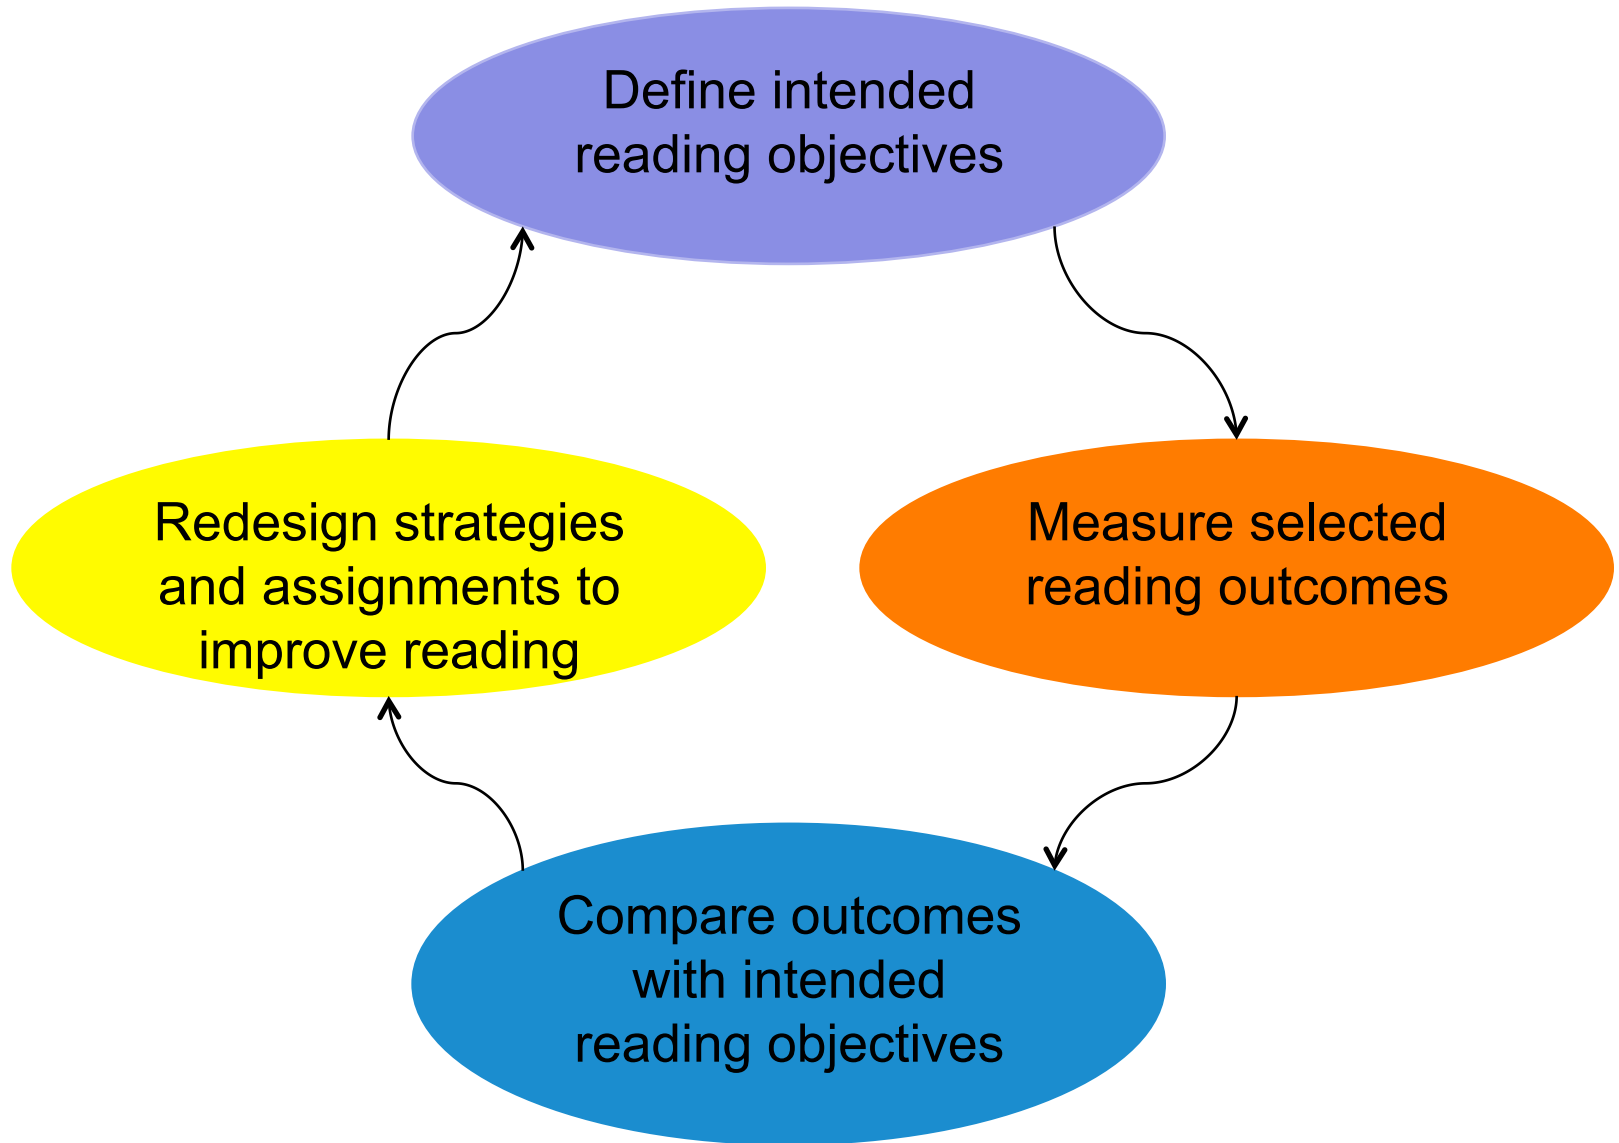 Define intended
reading objectives
Measure selected
reading outcomes
Compare outcomes
with intended
reading objectives
Redesign strategies
and assignments to
improve reading